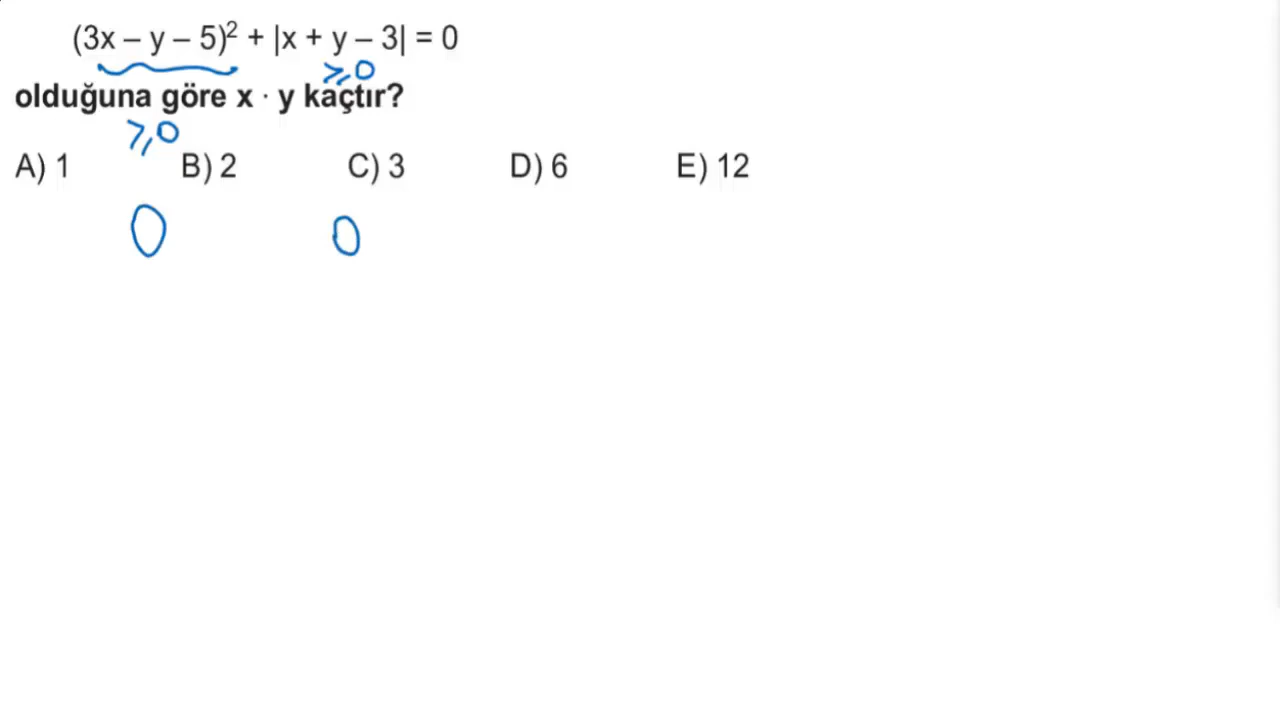 (3x – y – 5)² + |x + y – 3| = 0
≥0
olduğuna göre x · y kaçtır?
≥0
A) 1 B) 2 C) 3 D) 6 E) 12
0 0